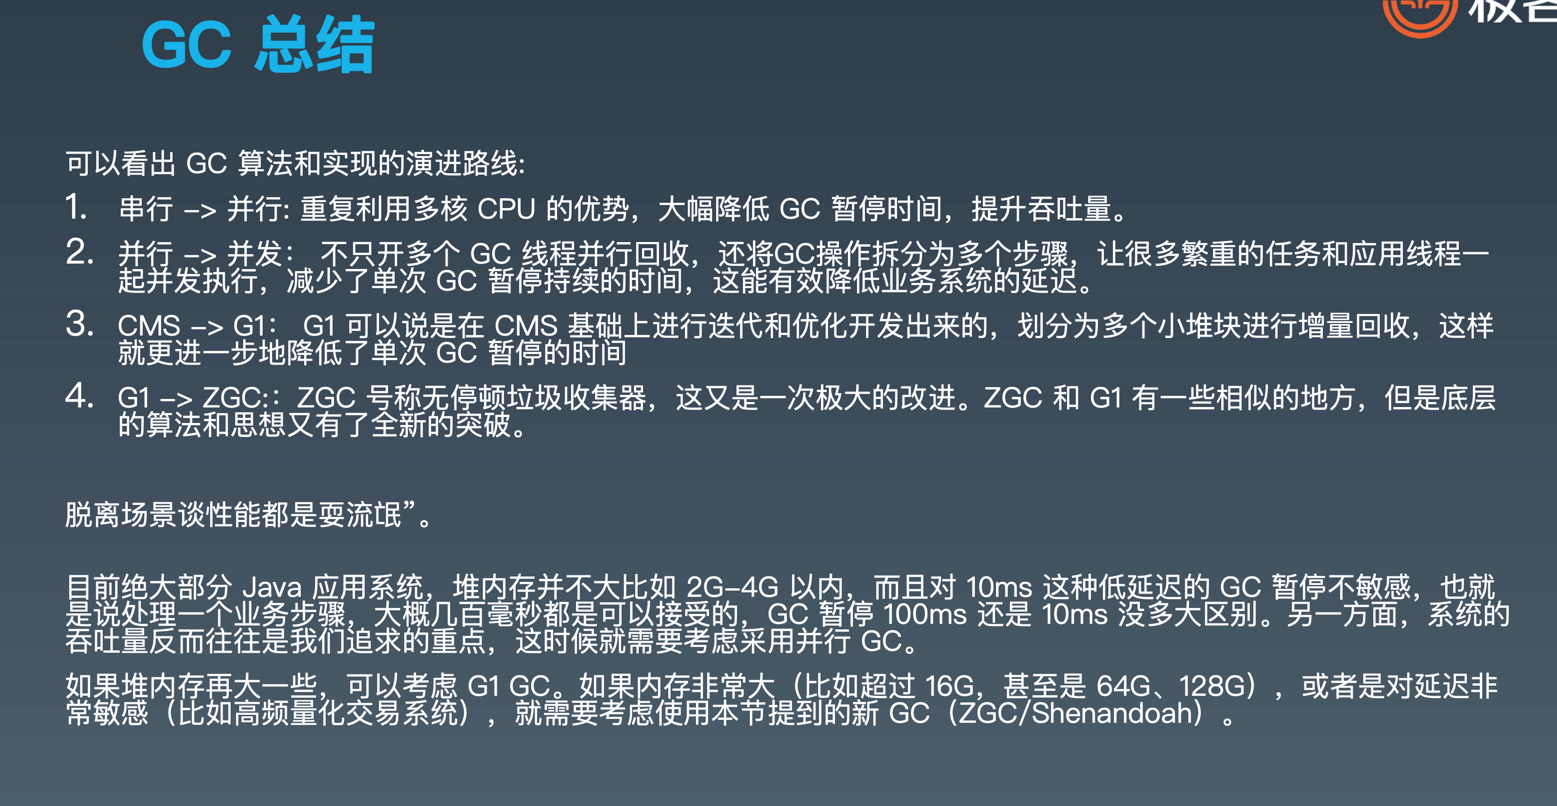 GC 总结
极客
可以看出 GC 算法和实现的演进路线:
1. 串行 -> 并行: 重复利用多核 CPU 的优势，大幅降低 GC 暂停时间，提升吞吐量。
2. 并行 -> 并发： 不只开多个 GC 线程并行回收，还将GC操作拆分为多个步骤，让很多繁重的任务和应用线程一
起并发执行，减少了单次 GC 暂停持续的时间，这能有效降低业务系统的延迟。
3. CMS -> G1： G1 可以说是在 CMS 基础上进行迭代和优化开发出来的，划分为多个小堆块进行增量回收，这样
就更进一步地降低了单次 GC 暂停的时间
4. G1 -> ZGC:：ZGC 号称无停顿垃圾收集器，这又是一次极大的改进。ZGC 和 G1 有一些相似的地方，但是底层
的算法和思想又有了全新的突破。
脱离场景谈性能都是耍流氓”。
目前绝大部分 Java 应用系统，堆内存并不大比如 2G-4G 以内，而且对 10ms 这种低延迟的 GC 暂停不敏感，也就
是说处理一个业务步骤，大概几百毫秒都是可以接受的，GC 暂停 100ms 还是 10ms 没多大区别。另一方面，系统的
吞吐量反而往往是我们追求的重点，这时候就需要考虑采用并行 GC。
如果堆内存再大一些，可以考虑 G1 GC。如果内存非常大（比如超过 16G，甚至是 64G、128G），或者是对延迟非
常敏感（比如高频量化交易系统），就需要考虑使用本节提到的新 GC（ZGC/Shenandoah）。